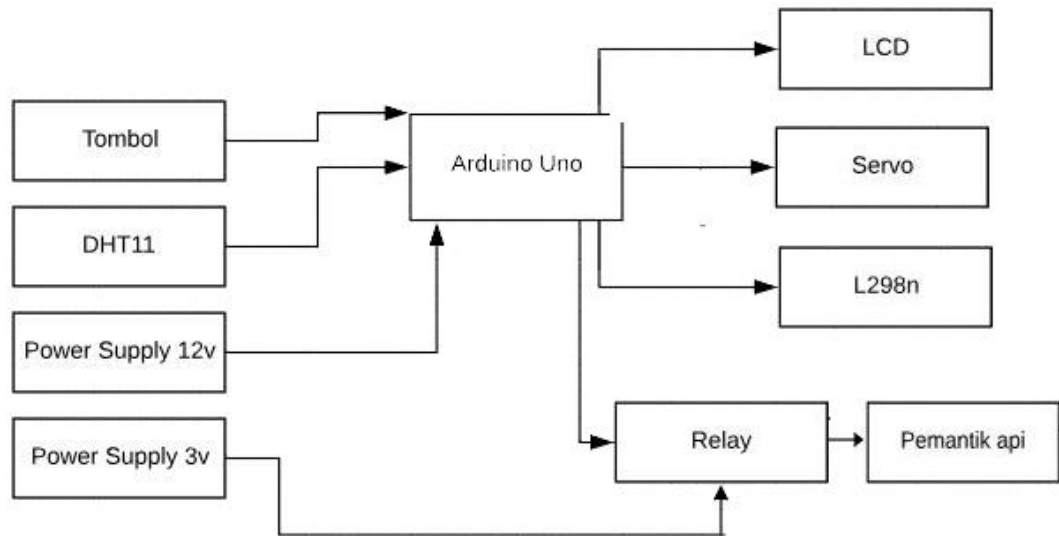 LCD
Tombol
Arduino Uno
Servo
DHT11
L298n
Power Supply 12v
Power Supply 3v
Relay
Pemantik api